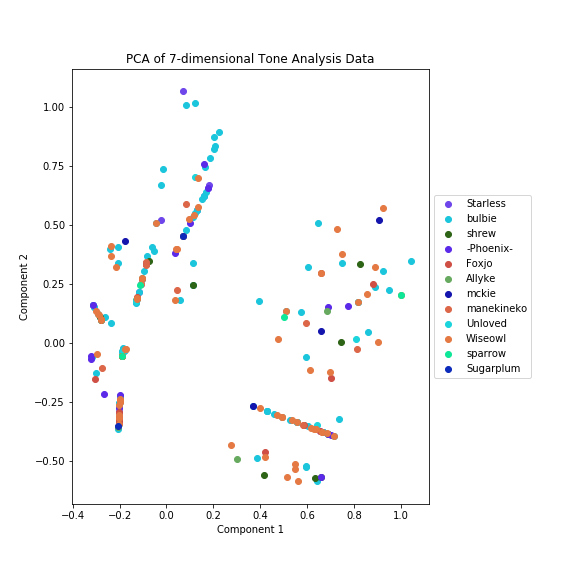 PCA of 7-dimensional Tone Analysis Data
1.00
0.75
0.50
0.25
0.00
−0.25
−0.50
Component 2
−0.4
−0.2
0.0
0.2
0.4
0.6
0.8
1.0
Component 1
Starless
bulbie
shrew
-Phoenix-
Foxjo
Allyke
mckie
manekineko
Unloved
Wiseowl
sparrow
Sugarplum